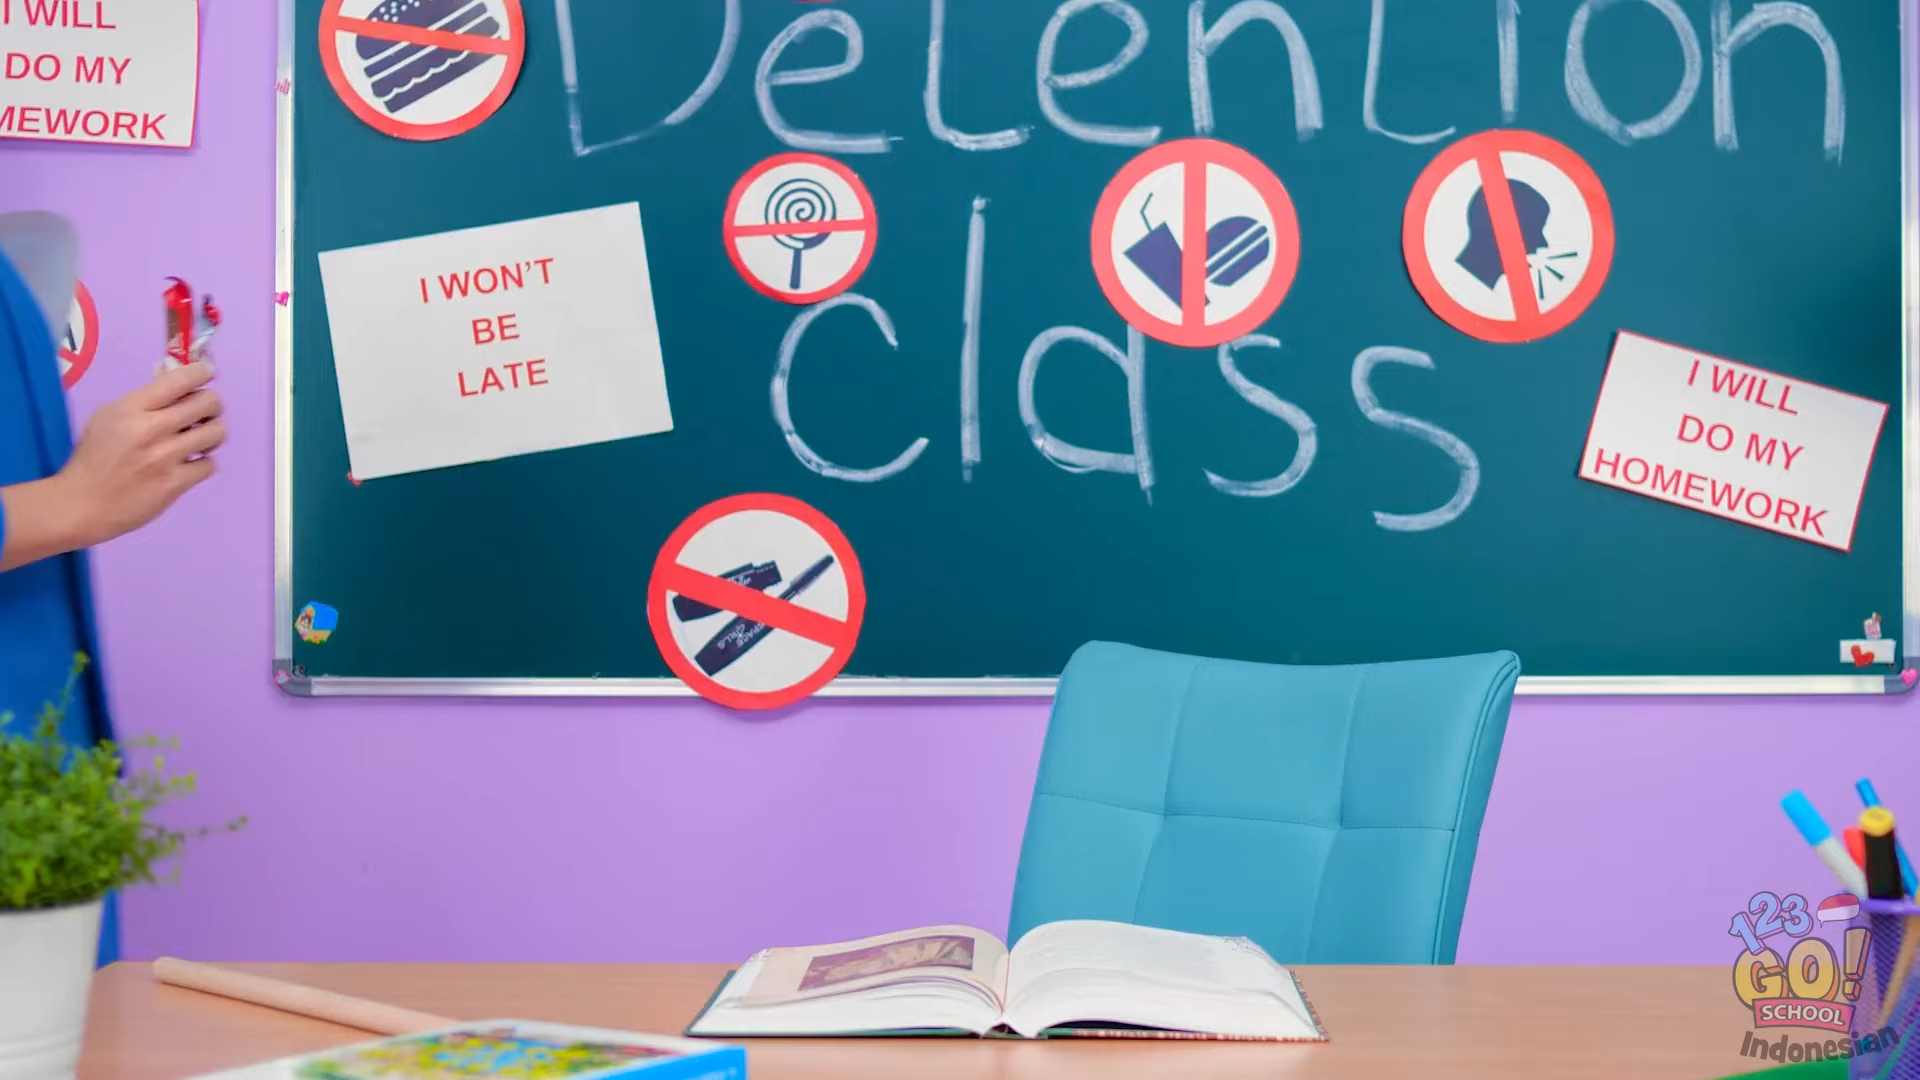 I WILL
DO MY
MEWORK
Detention
Class
I WON'T
BE
LATE
I WILL
DO MY
HOMEWORK
123
GO!
SCHOOL
Indonesian